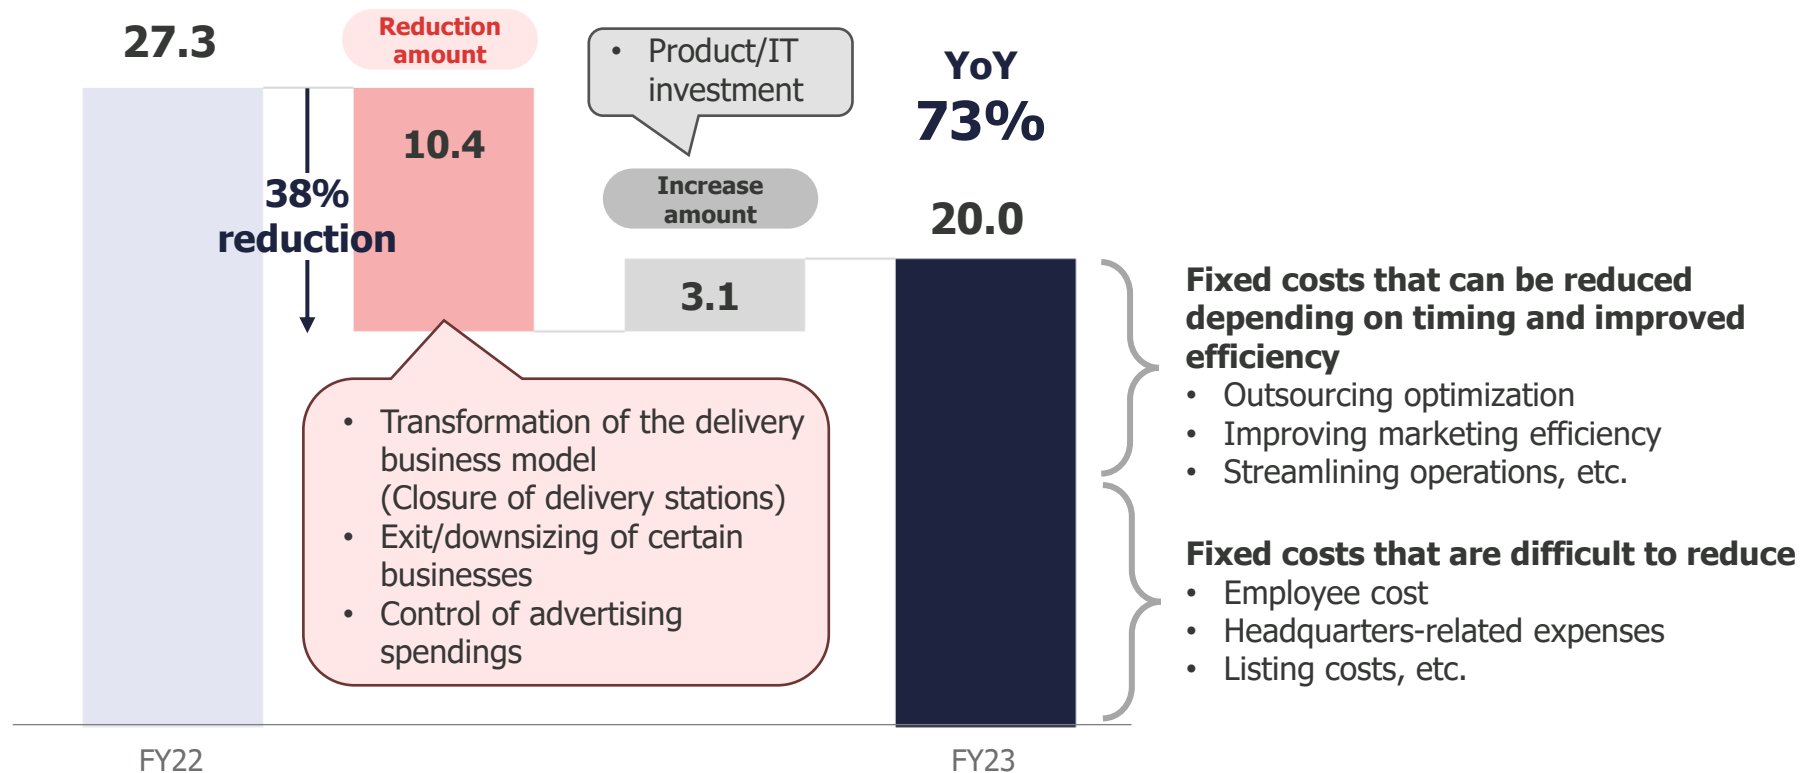 27.3
Reduction
amount
• Product/IT
investment
YoY
73%
10.4
38%
reduction
Increase
amount
20.0
3.1
Fixed costs that can be reduced
depending on timing and improved
efficiency
• Outsourcing optimization
• Improving marketing efficiency
• Streamlining operations, etc.
• Transformation of the delivery
business model
(Closure of delivery stations)
• Exit/downsizing of certain
businesses
• Control of advertising
spendings
Fixed costs that are difficult to reduce
• Employee cost
• Headquarters-related expenses
• Listing costs, etc.
FY22
FY23